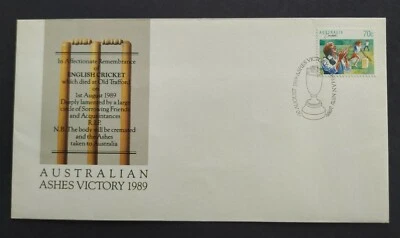 In Affectionate Remembrance
of
ENGLISH CRICKET
which died at Old Trafford
on
1st August 1989
Deeply lamented by a large
circle of Sorrowing Friends
and Acquaintances
R.I.P.
N.B. The body will be cremated
and the Ashes
taken to Australia
AUSTRALIAN
ASHES VICTORY 1989
AUSTRALIA
70c
ASHES VICTORY